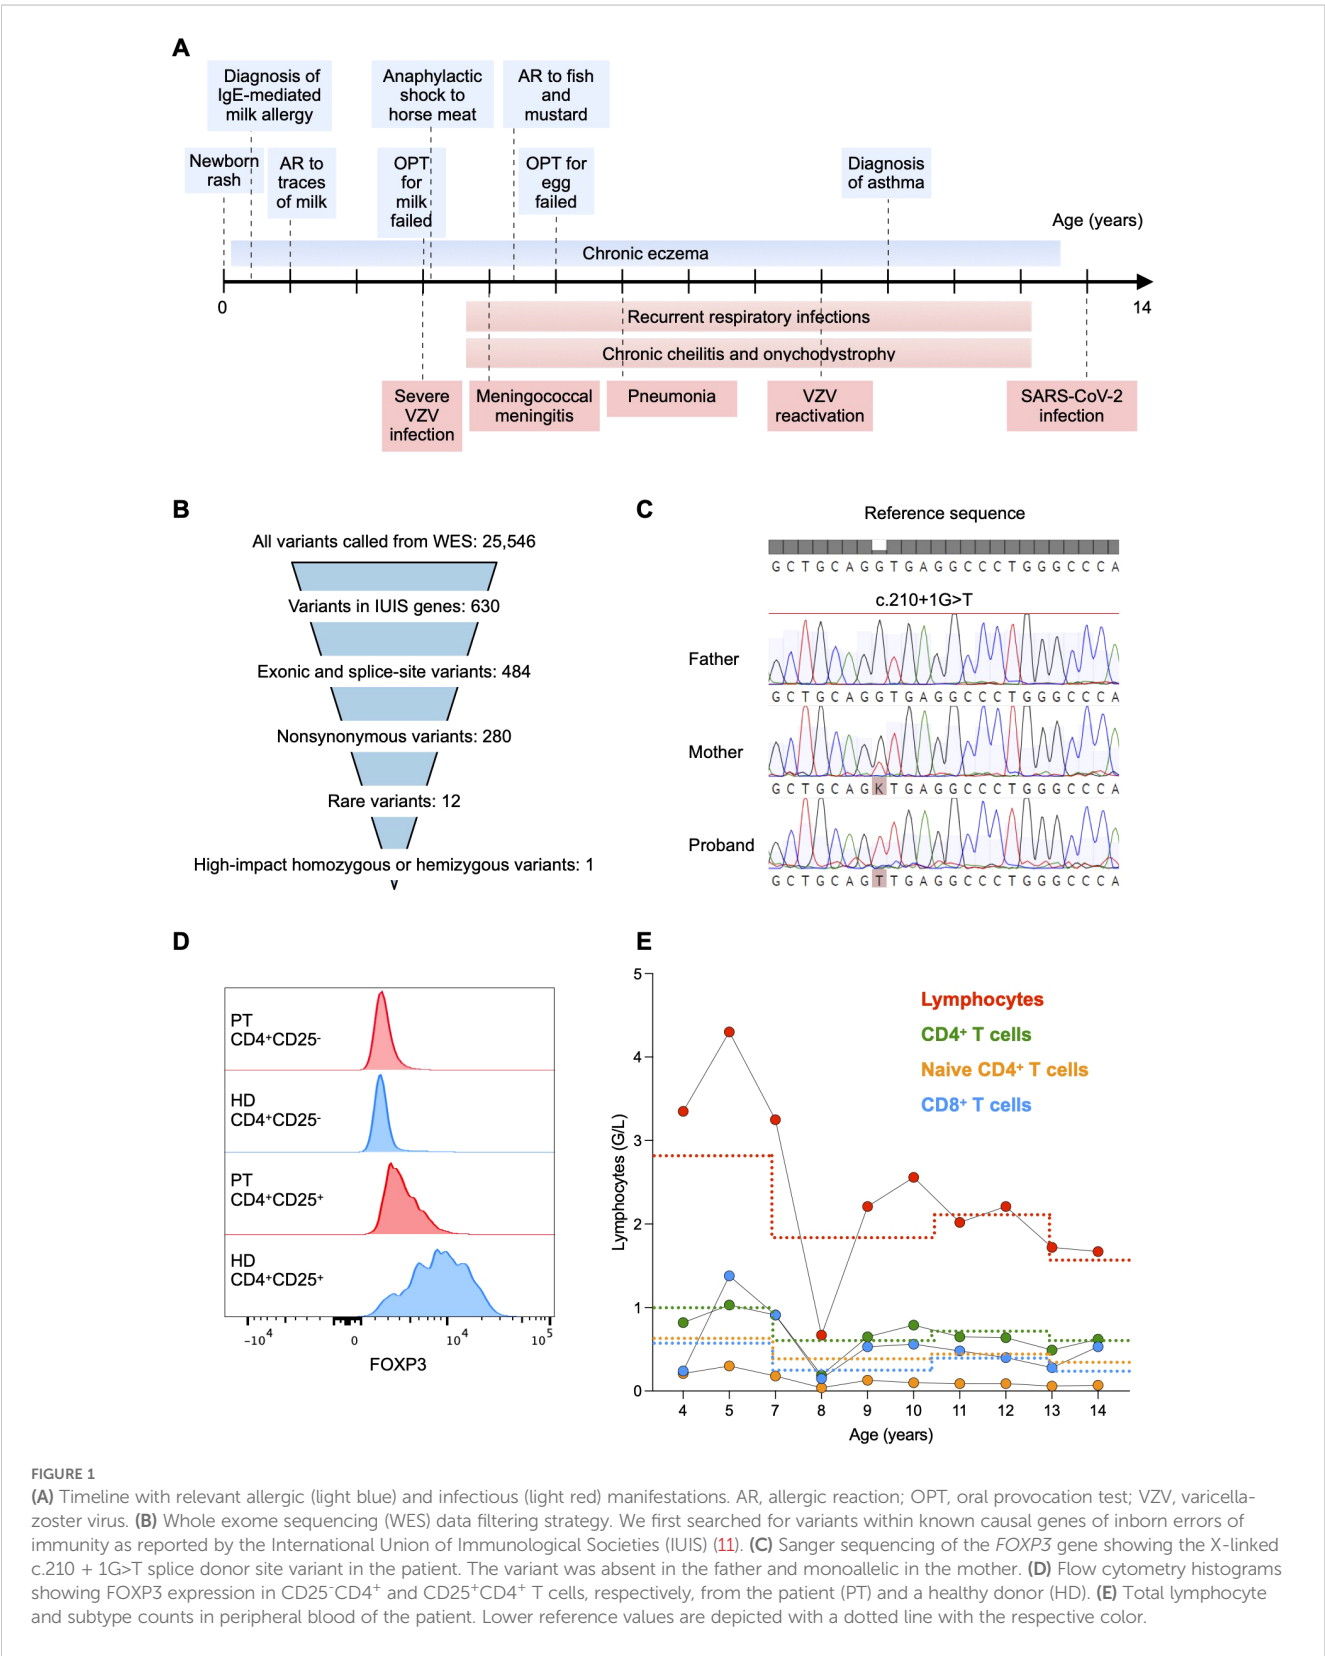 A
Diagnosis of
IgE-mediated
milk allergy
Anaphylactic
shock to
horse meat
AR to fish
and
mustard
Newborn
rash
AR to
traces
of milk
OPT
for
milk
failed
OPT for
egg
failed
Diagnosis
of asthma
Age (years)
Chronic eczema
0
14
Recurrent respiratory infections
Chronic cheilitis and onychodystrophy
Severe
VZV
infection
Meningococcal
meningitis
Pneumonia
VZV
reactivation
SARS-CoV-2
infection
B
All variants called from WES: 25,546
Variants in IUIS genes: 630
Exonic and splice-site variants: 484
Nonsynonymous variants: 280
Rare variants: 12
High-impact homozygous or hemizygous variants: 1
C
Reference sequence
G C T G C A G G T G A G G C C C T G G G C C C A
c.210+1G>T
Father
G C T G C A G G T G A G G C C C T G G G C C C A
Mother
G C T G C A G K T G A G G C C C T G G G C C C A
Proband
G C T G C A G T T G A G G C C C T G G G C C C A
D
PT
CD4+CD25-
HD
CD4+CD25-
PT
CD4+CD25+
HD
CD4+CD25+
-10⁴ 0 10⁴ 10⁵
FOXP3
E
Lymphocytes
CD4+ T cells
Naive CD4+ T cells
CD8+ T cells
Lymphocytes (G/L)
5
4
3
2
1
0
4 5 7 8 9 10 11 12 13 14
Age (years)
FIGURE 1
(A) Timeline with relevant allergic (light blue) and infectious (light red) manifestations. AR, allergic reaction; OPT, oral provocation test; VZV, varicella-
zoster virus. (B) Whole exome sequencing (WES) data filtering strategy. We first searched for variants within known causal genes of inborn errors of
immunity as reported by the International Union of Immunological Societies (IUIS) (11). (C) Sanger sequencing of the FOXP3 gene showing the X-linked
c.210 + 1G>T splice donor site variant in the patient. The variant was absent in the father and monoallelic in the mother. (D) Flow cytometry histograms
showing FOXP3 expression in CD25-CD4+ and CD25+CD4+ T cells, respectively, from the patient (PT) and a healthy donor (HD). (E) Total lymphocyte
and subtype counts in peripheral blood of the patient. Lower reference values are depicted with a dotted line with the respective color.